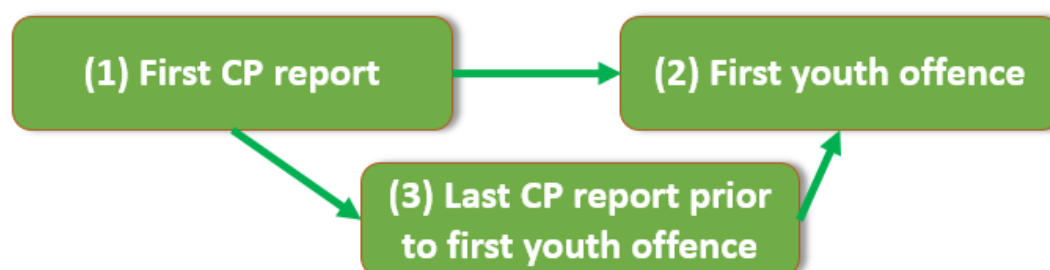 (1) First CP report
(2) First youth offence
(3) Last CP report prior
to first youth offence